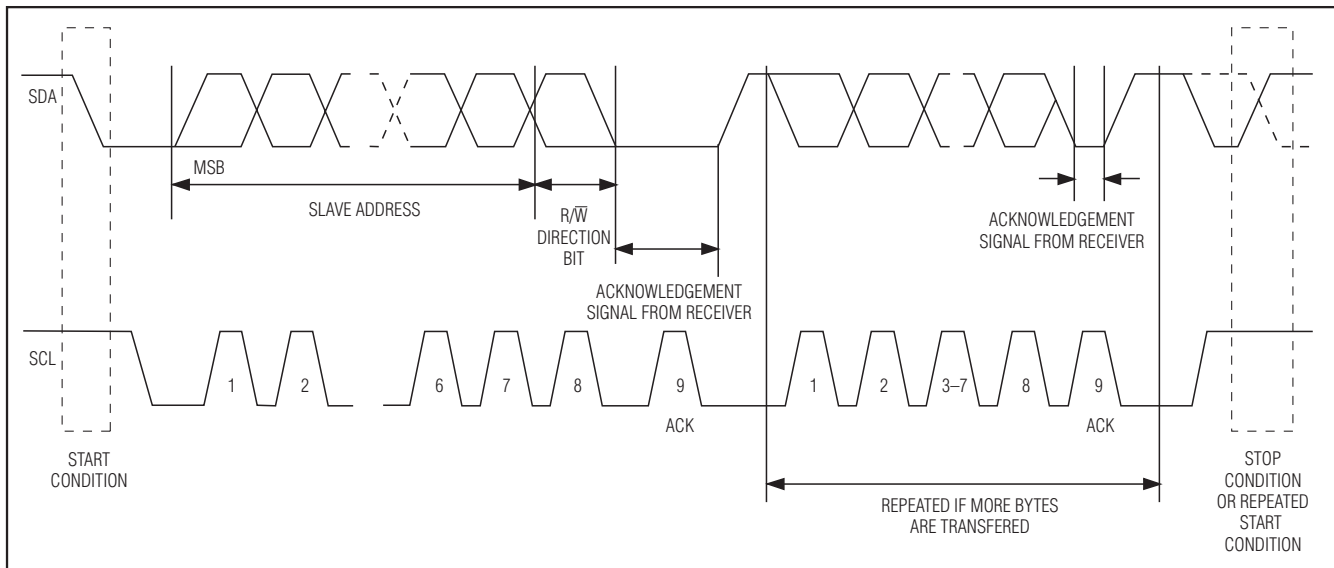 SDA
MSB
SLAVE ADDRESS
R/W̅
DIRECTION
BIT
ACKNOWLEDGEMENT
SIGNAL FROM RECEIVER
ACKNOWLEDGEMENT
SIGNAL FROM RECEIVER
SCL
1 2 6 7 8 9 1 2 3–7 8 9
ACK ACK
START
CONDITION
REPEATED IF MORE BYTES
ARE TRANSFERED
STOP
CONDITION
OR REPEATED
START
CONDITION